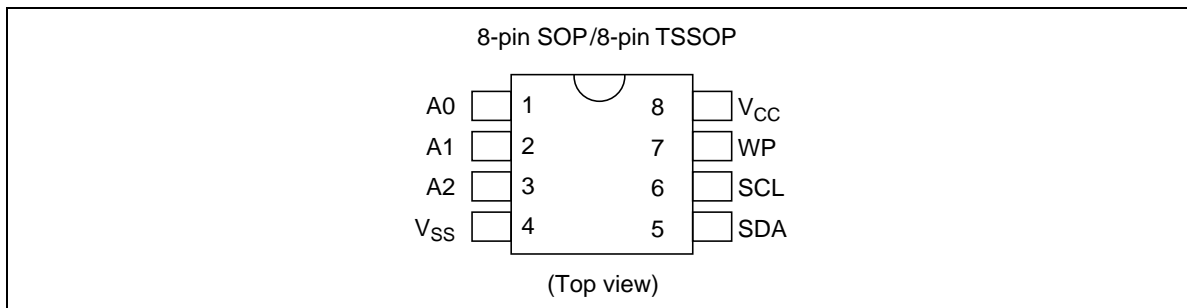 8-pin SOP/8-pin TSSOP
A0 1 8 VCC
A1 2 7 WP
A2 3 6 SCL
VSS 4 5 SDA
(Top view)